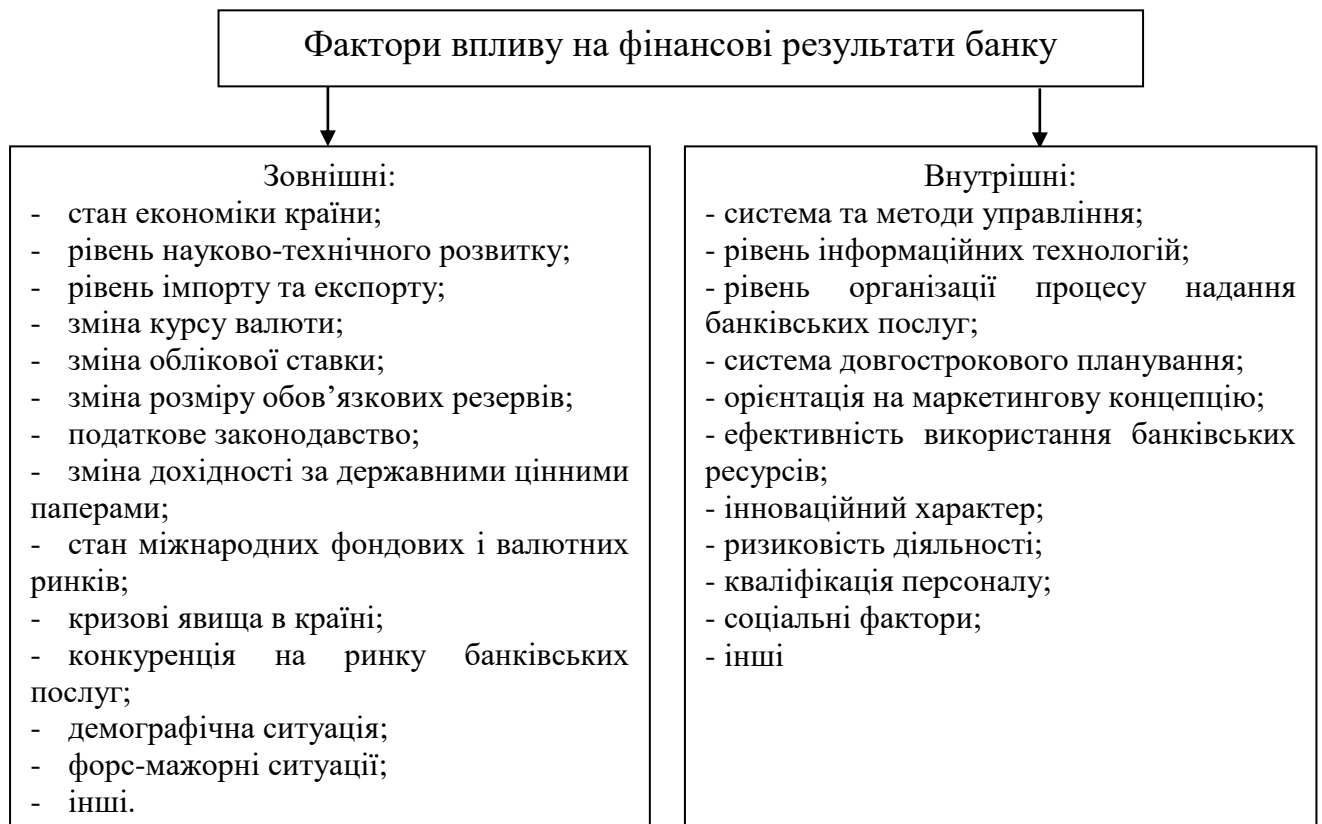 Фактори впливу на фінансові результати банку
Зовнішні:
- стан економіки країни;
- рівень науково-технічного розвитку;
- рівень імпорту та експорту;
- зміна курсу валюти;
- зміна облікової ставки;
- зміна розміру обов’язкових резервів;
- податкове законодавство;
- зміна дохідності за державними цінними
паперами;
- стан міжнародних фондових і валютних
ринків;
- кризові явища в країні;
- конкуренція на ринку банківських
послуг;
- демографічна ситуація;
- форс-мажорні ситуації;
- інші.
Внутрішні:
- система та методи управління;
- рівень інформаційних технологій;
- рівень організації процесу надання
банківських послуг;
- система довгострокового планування;
- орієнтація на маркетингову концепцію;
- ефективність використання банківських
ресурсів;
- інноваційний характер;
- ризиковість діяльності;
- кваліфікація персоналу;
- соціальні фактори;
- інші